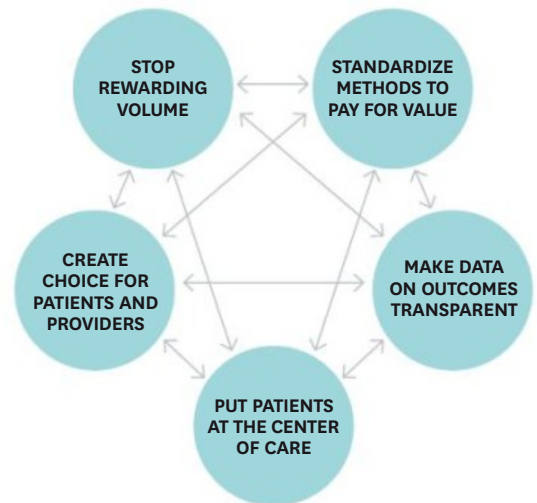 STOP
REWARDING
VOLUME
STANDARDIZE
METHODS TO
PAY FOR VALUE
CREATE
CHOICE FOR
PATIENTS AND
PROVIDERS
MAKE DATA
ON OUTCOMES
TRANSPARENT
PUT PATIENTS
AT THE CENTER
OF CARE